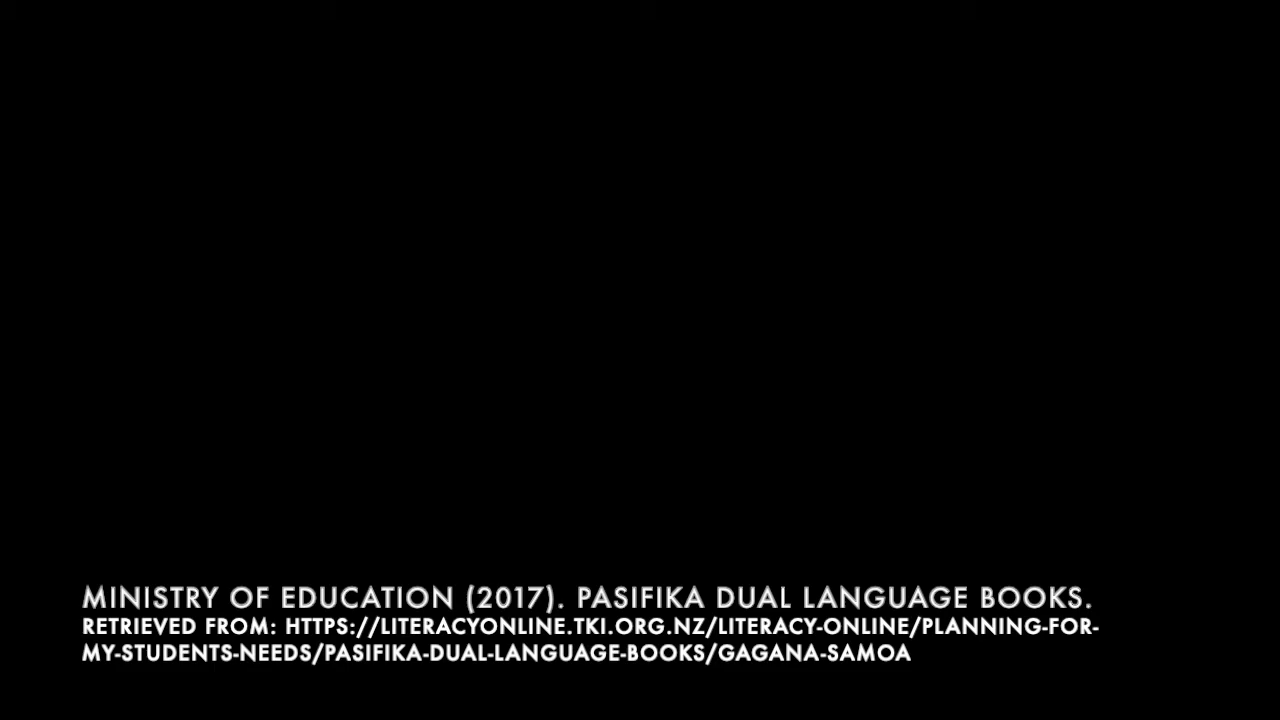 MINISTRY OF EDUCATION (2017). PASIFIKA DUAL LANGUAGE BOOKS.
RETRIEVED FROM: HTTPS://LITERACYONLINE.TKI.ORG.NZ/LITERACY-ONLINE/PLANNING-FOR-
MY-STUDENTS-NEEDS/PASIFIKA-DUAL-LANGUAGE-BOOKS/GAGANA-SAMOA